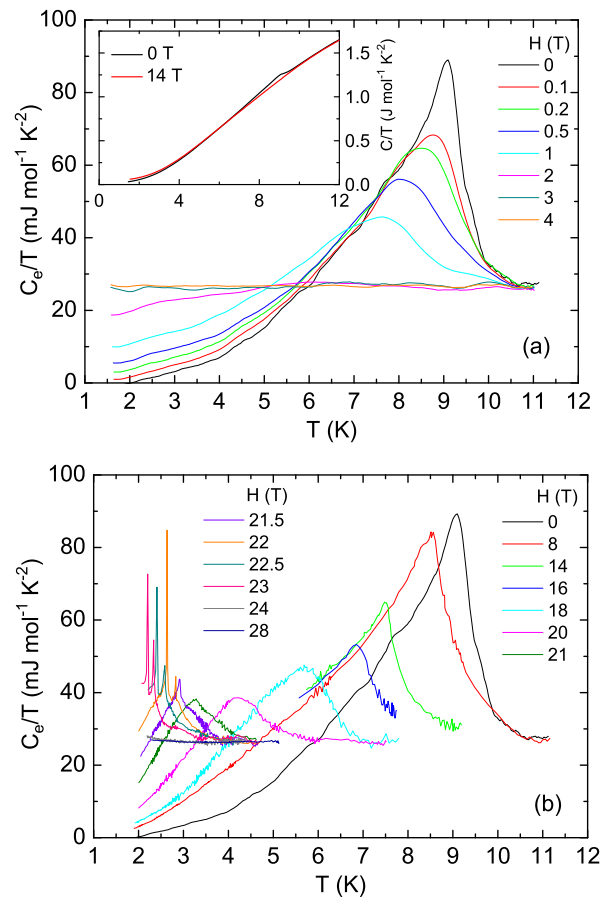 (a)
0 T
14 T
C/T (J mol⁻¹ K⁻²)
1.5
1.0
0.5
0.0
4 8 12
H (T)
0
0.1
0.2
0.5
1
2
3
4
C_e/T (mJ mol⁻¹ K⁻²)
100
80
60
40
20
0
1 2 3 4 5 6 7 8 9 10 11 12
T (K)
(b)
H (T)
21.5
22
22.5
23
24
28
H (T)
0
8
14
16
18
20
21
C_e/T (mJ mol⁻¹ K⁻²)
100
80
60
40
20
0
1 2 3 4 5 6 7 8 9 10 11 12
T (K)